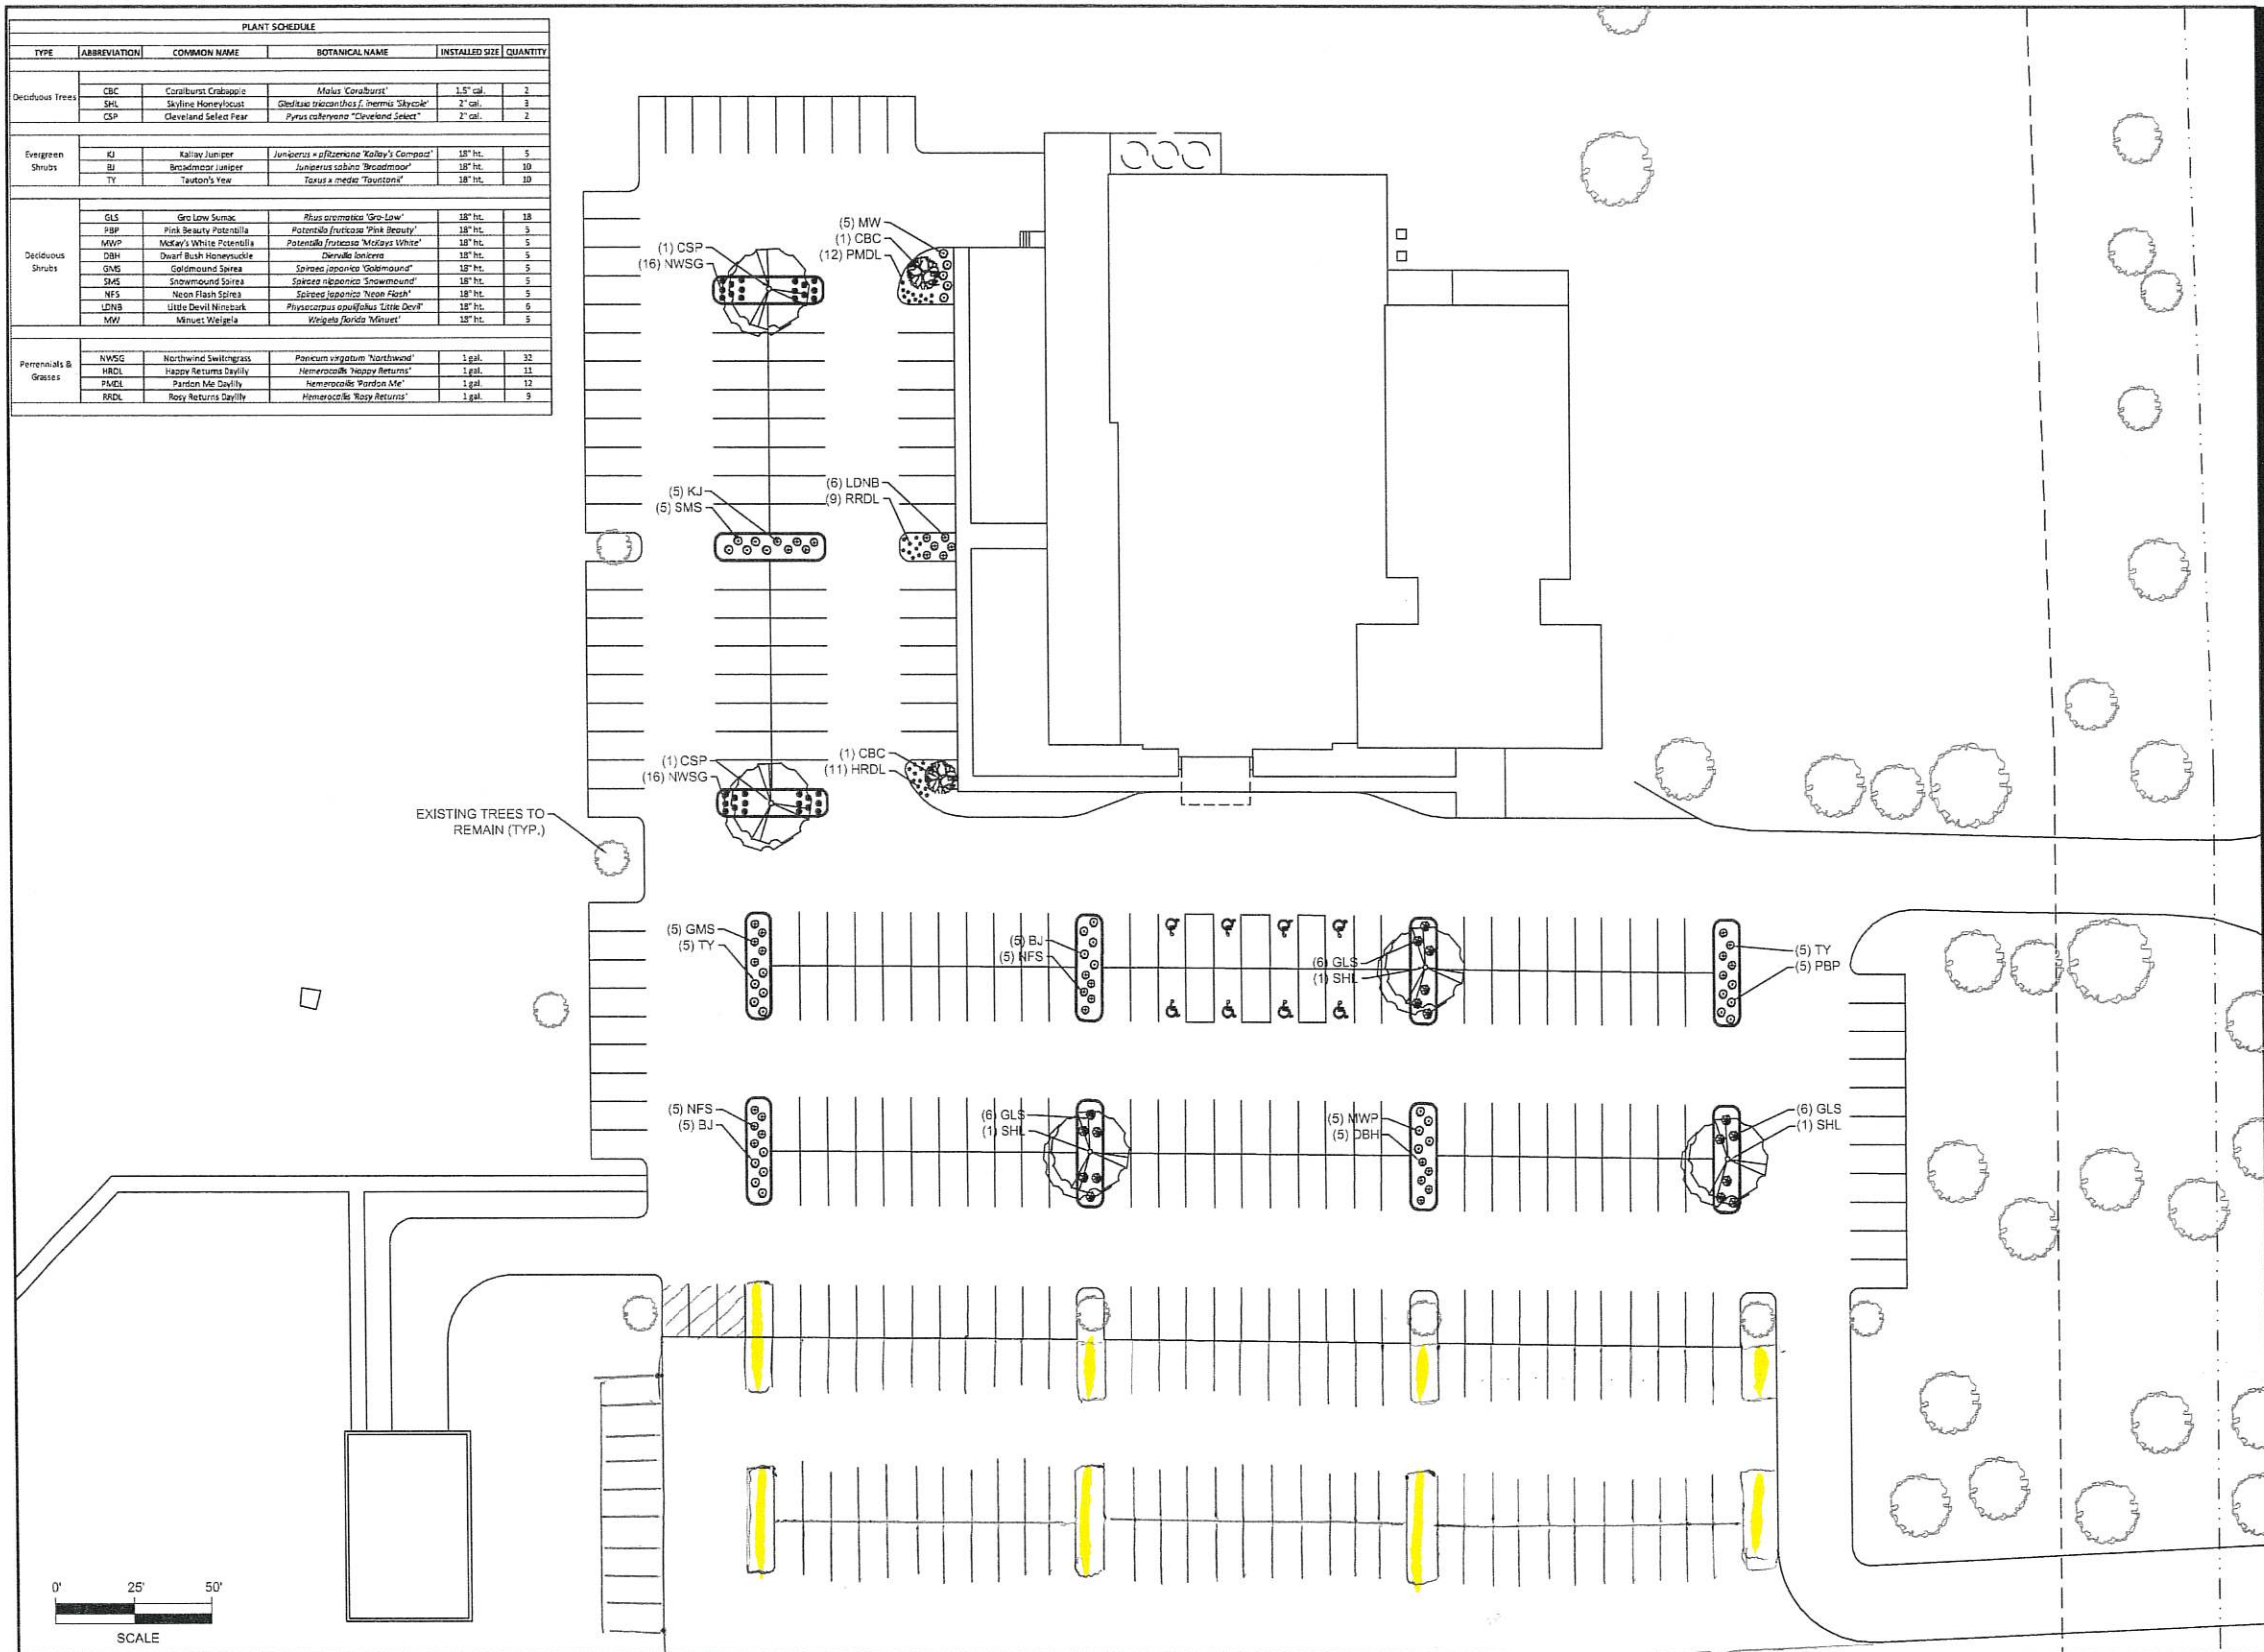 PLANT SCHEDULE
TYPE ABBREVIATION COMMON NAME BOTANICAL NAME INSTALLED SIZE QUANTITY
Deciduous Trees
CBC Coralburst Crabapple Malus 'Coralburst' 1.5" cal. 2
SHL Skyline Honeylocust Gleditsia triacanthos f. inermis 'Skycole' 2" cal. 3
CSP Cleveland Select Pear Pyrus calleryana "Cleveland Select" 2" cal. 2
Evergreen Shrubs
KJ Kallay Juniper Juniperus x pfitzeriana 'Kallay's Compact' 18" ht. 5
BJ Broadmoor Juniper Juniperus sabina 'Broadmoor' 18" ht. 10
TY Tauton's Yew Taxus x media 'Tauntonii' 18" ht. 10
Deciduous Shrubs
GLS Gro Low Sumac Rhus aromatica 'Gro-Low' 18" ht. 18
PBP Pink Beauty Potentilla Potentilla fruticosa 'Pink Beauty' 18" ht. 5
MWP McKay's White Potentilla Potentilla fruticosa 'McKays White' 18" ht. 5
DBH Dwarf Bush Honeysuckle Diervilla lonicera 18" ht. 5
GMS Goldmound Spirea Spiraea japonica 'Goldmound' 18" ht. 5
SMS Snowmound Spirea Spiraea nipponica 'Snowmound' 18" ht. 5
NFS Neon Flash Spirea Spiraea japonica 'Neon Flash' 18" ht. 5
LDNB Little Devil Ninebark Physocarpus opulifolius 'Little Devil' 18" ht. 6
MW Minuet Weigela Weigela florida 'Minuet' 18" ht. 5
Perrennials & Grasses
NWSG Northwind Switchgrass Panicum virgatum 'Northwind' 1 gal. 32
HRDL Happy Returns Daylily Hemerocallis 'Happy Returns' 1 gal. 11
PMDL Pardon Me Daylily Hemerocallis 'Pardon Me' 1 gal. 12
RRDL Rosy Returns Daylily Hemerocallis 'Rosy Returns' 1 gal. 9
(1) CSP
(16) NWSG
(5) MW
(1) CBC
(12) PMDL
(5) KJ
(5) SMS
(6) LDNB
(9) RRDL
(1) CSP
(16) NWSG
(1) CBC
(11) HRDL
EXISTING TREES TO
REMAIN (TYP.)
(5) GMS
(5) TY
(5) BJ
(5) NFS
(6) GLS
(1) SHL
(5) TY
(5) PBP
(5) NFS
(5) BJ
(6) GLS
(1) SHL
(5) MWP
(5) DBH
(6) GLS
(1) SHL
0' 25' 50'
SCALE